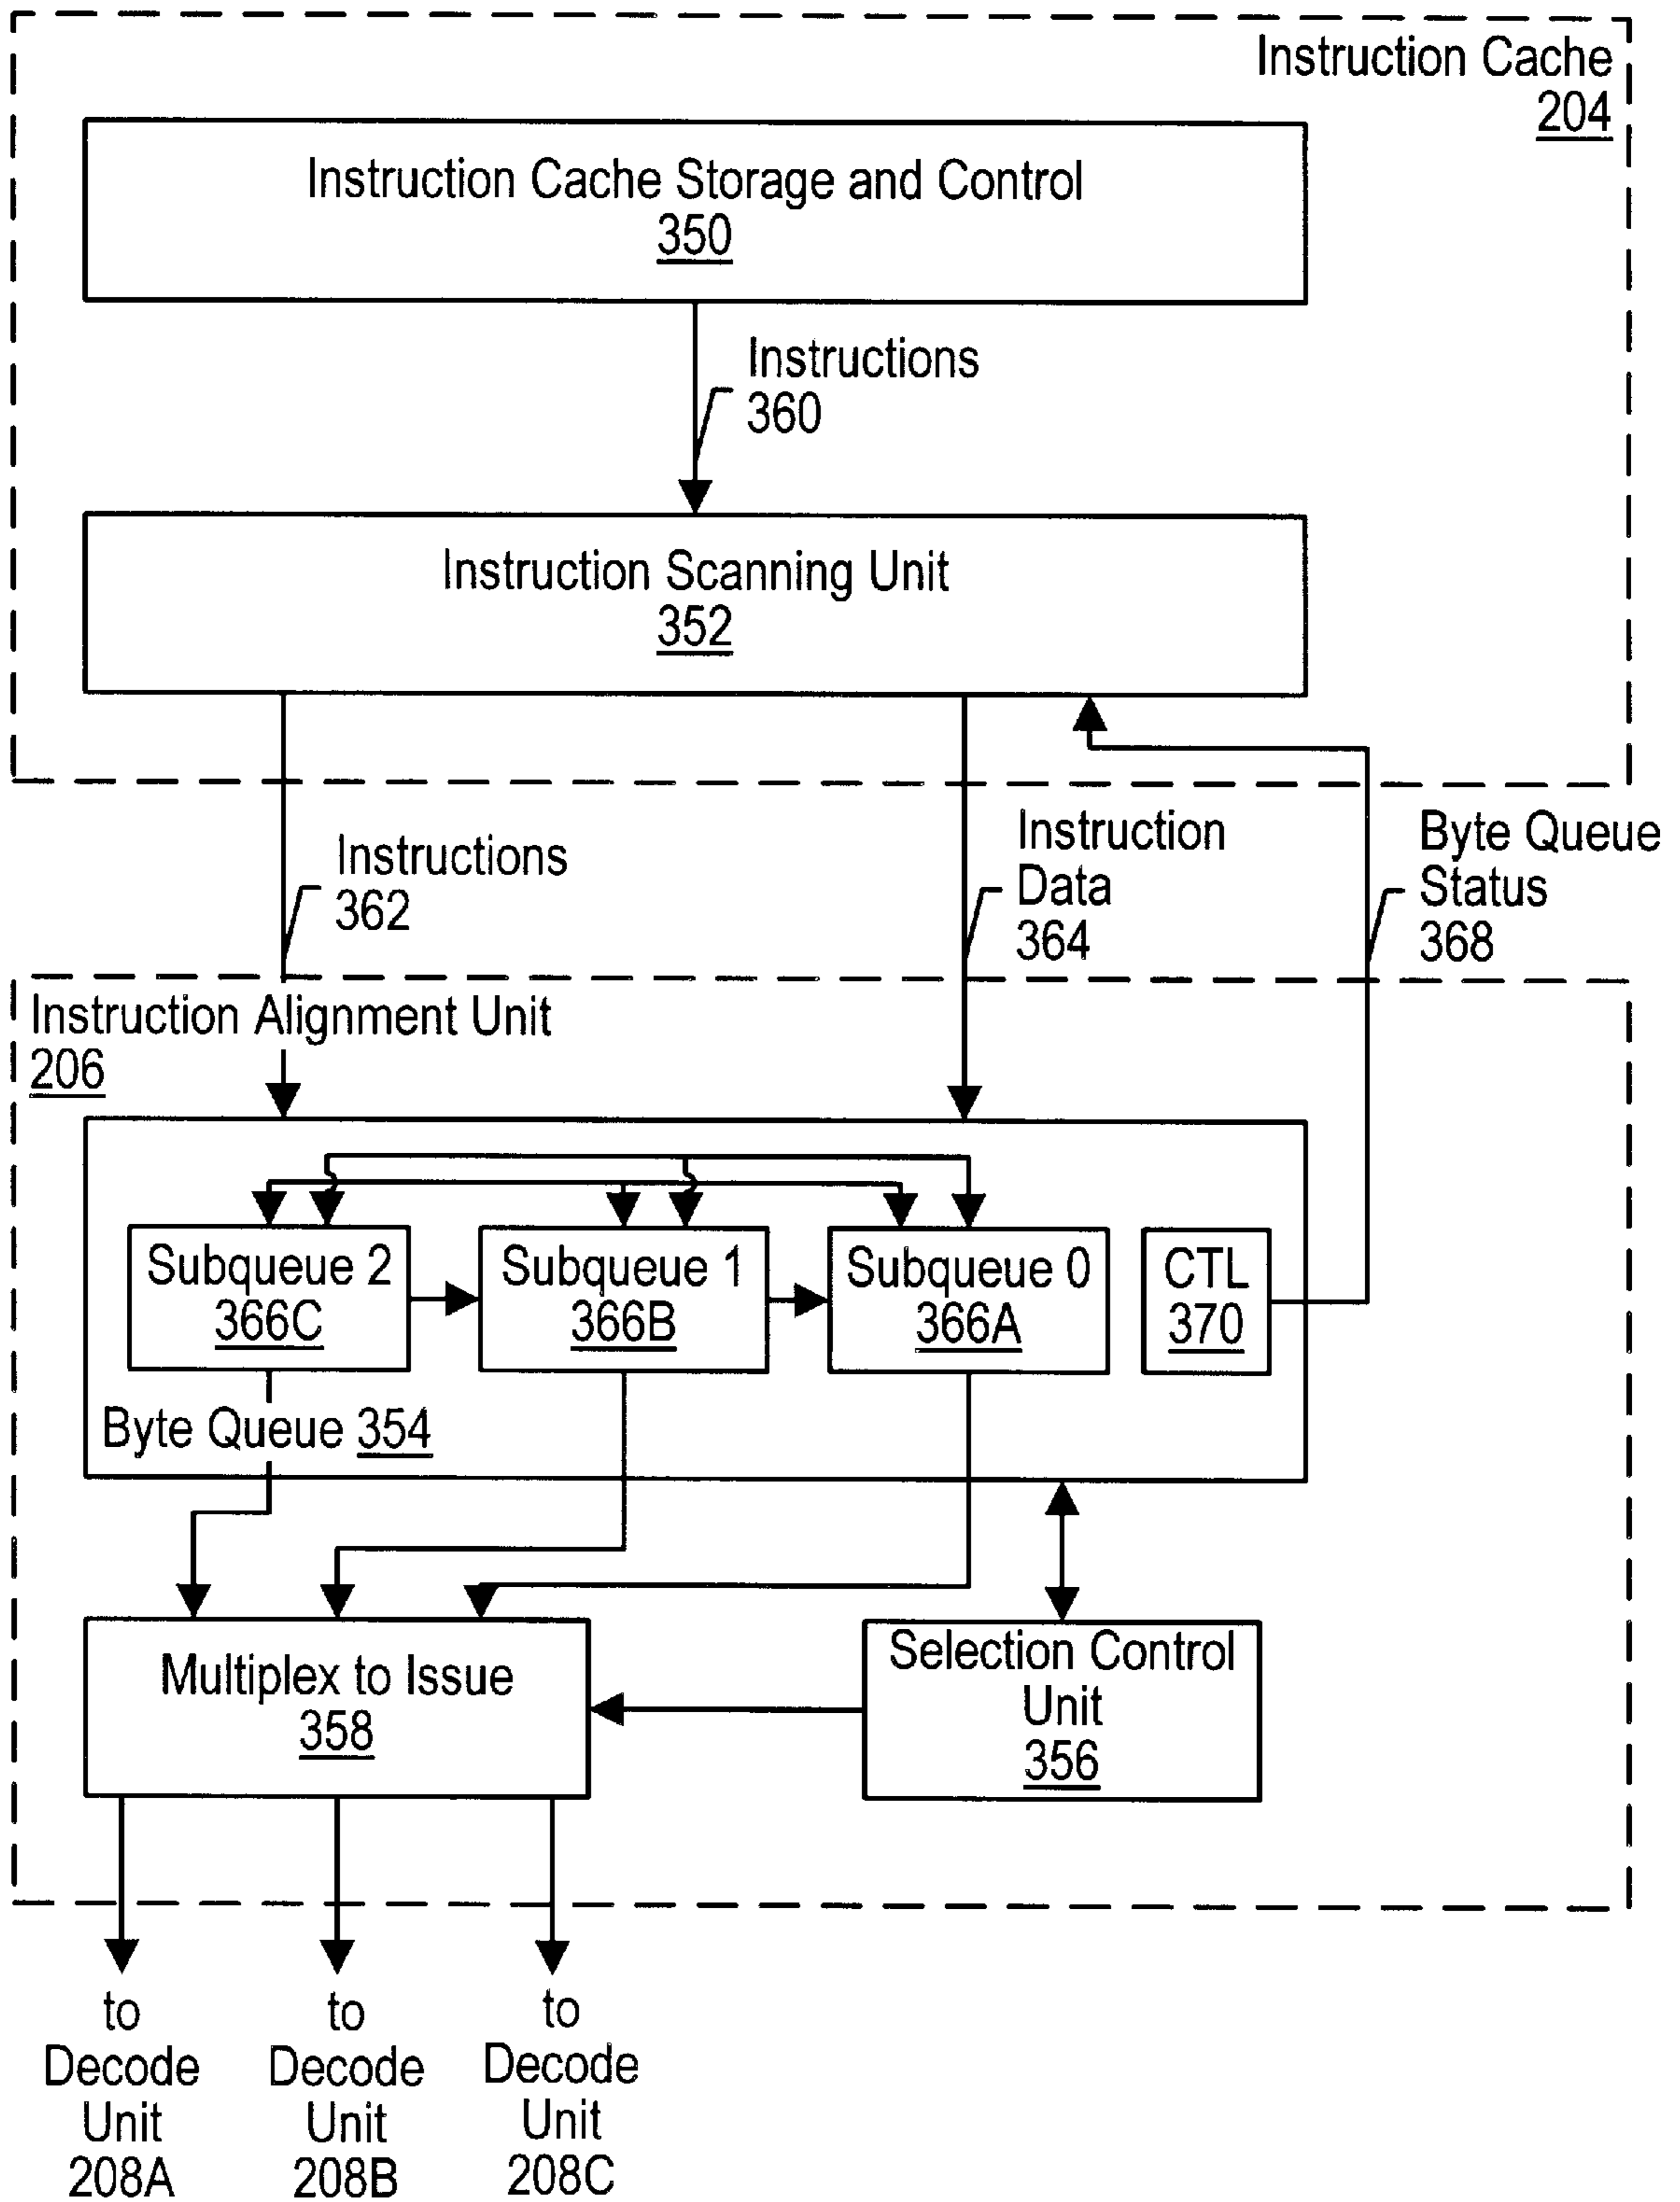 Instruction Cache
204
Instruction Cache Storage and Control
350
Instructions
360
Instruction Scanning Unit
352
Instructions
362
Instruction
Data
364
Byte Queue
Status
368
Instruction Alignment Unit
206
Subqueue 2
366C
Subqueue 1
366B
Subqueue 0
366A
CTL
370
Byte Queue 354
Multiplex to Issue
358
Selection Control
Unit
356
to
Decode
Unit
208A
to
Decode
Unit
208B
to
Decode
Unit
208C